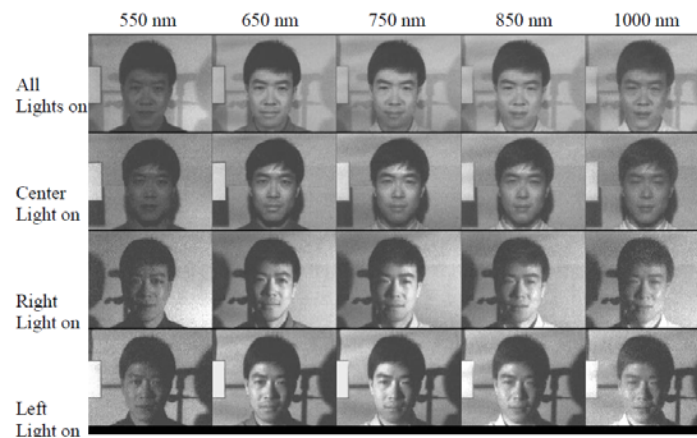 550 nm 650 nm 750 nm 850 nm 1000 nm
All
Lights on
Center
Light on
Right
Light on
Left
Light on